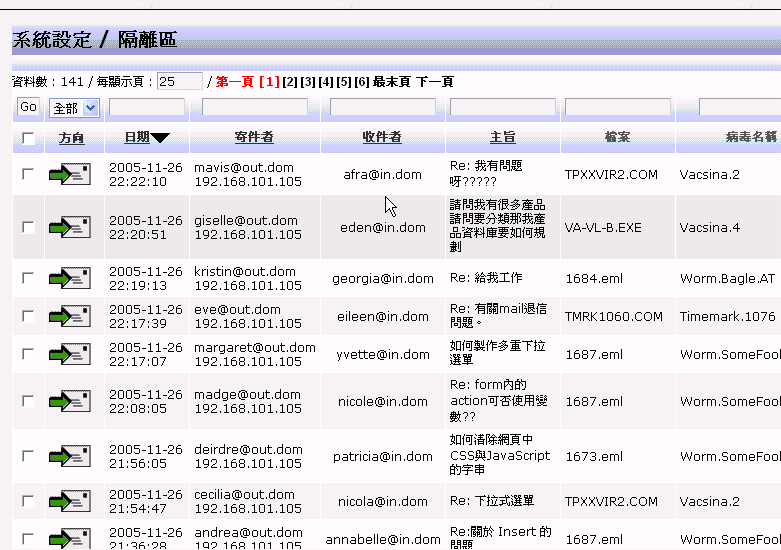 系統設定 / 隔離區
資料數：141 / 每顯示頁：25 / 第一頁 [1][2][3][4][5][6] 最末頁 下一頁
Go 全部
方向 日期 寄件者 收件者 主旨 檔案 病毒名稱
2005-11-26 mavis@out.dom afra@in.dom Re: 我有問題 TPXXVIR2.COM Vacsina.2
22:22:10 192.168.101.105 呀?????
請問我有很多產品
2005-11-26 giselle@out.dom eden@in.dom 請問要分類那我產 VA-VL-B.EXE Vacsina.4
22:20:51 192.168.101.105 品資料庫要如何規
劃
2005-11-26 kristin@out.dom georgia@in.dom Re: 給我工作 1684.eml Worm.Bagle.AT
22:19:13 192.168.101.105
2005-11-26 eve@out.dom eileen@in.dom Re: 有關mail退信 TMRK1060.COM Timemark.1076
22:17:39 192.168.101.105 問題。
2005-11-26 margaret@out.dom yvette@in.dom 如何製作多重下拉 1687.eml Worm.SomeFool
22:17:07 192.168.101.105 選單
Re: form內的
2005-11-26 madge@out.dom nicole@in.dom action可否使用變 1687.eml Worm.SomeFool
22:08:05 192.168.101.105 數??
如何清除網頁中
2005-11-26 deirdre@out.dom patricia@in.dom CSS與JavaScript 1673.eml Worm.SomeFool
21:56:05 192.168.101.105 的字串
2005-11-26 cecilia@out.dom nicola@in.dom Re: 下拉式選單 TPXXVIR2.COM Vacsina.2
21:54:47 192.168.101.105
2005-11-26 andrea@out.dom annabelle@in.dom Re:關於 Insert 的 1687.eml Worm.SomeFool
21:36:28 192.168.101.105 問題